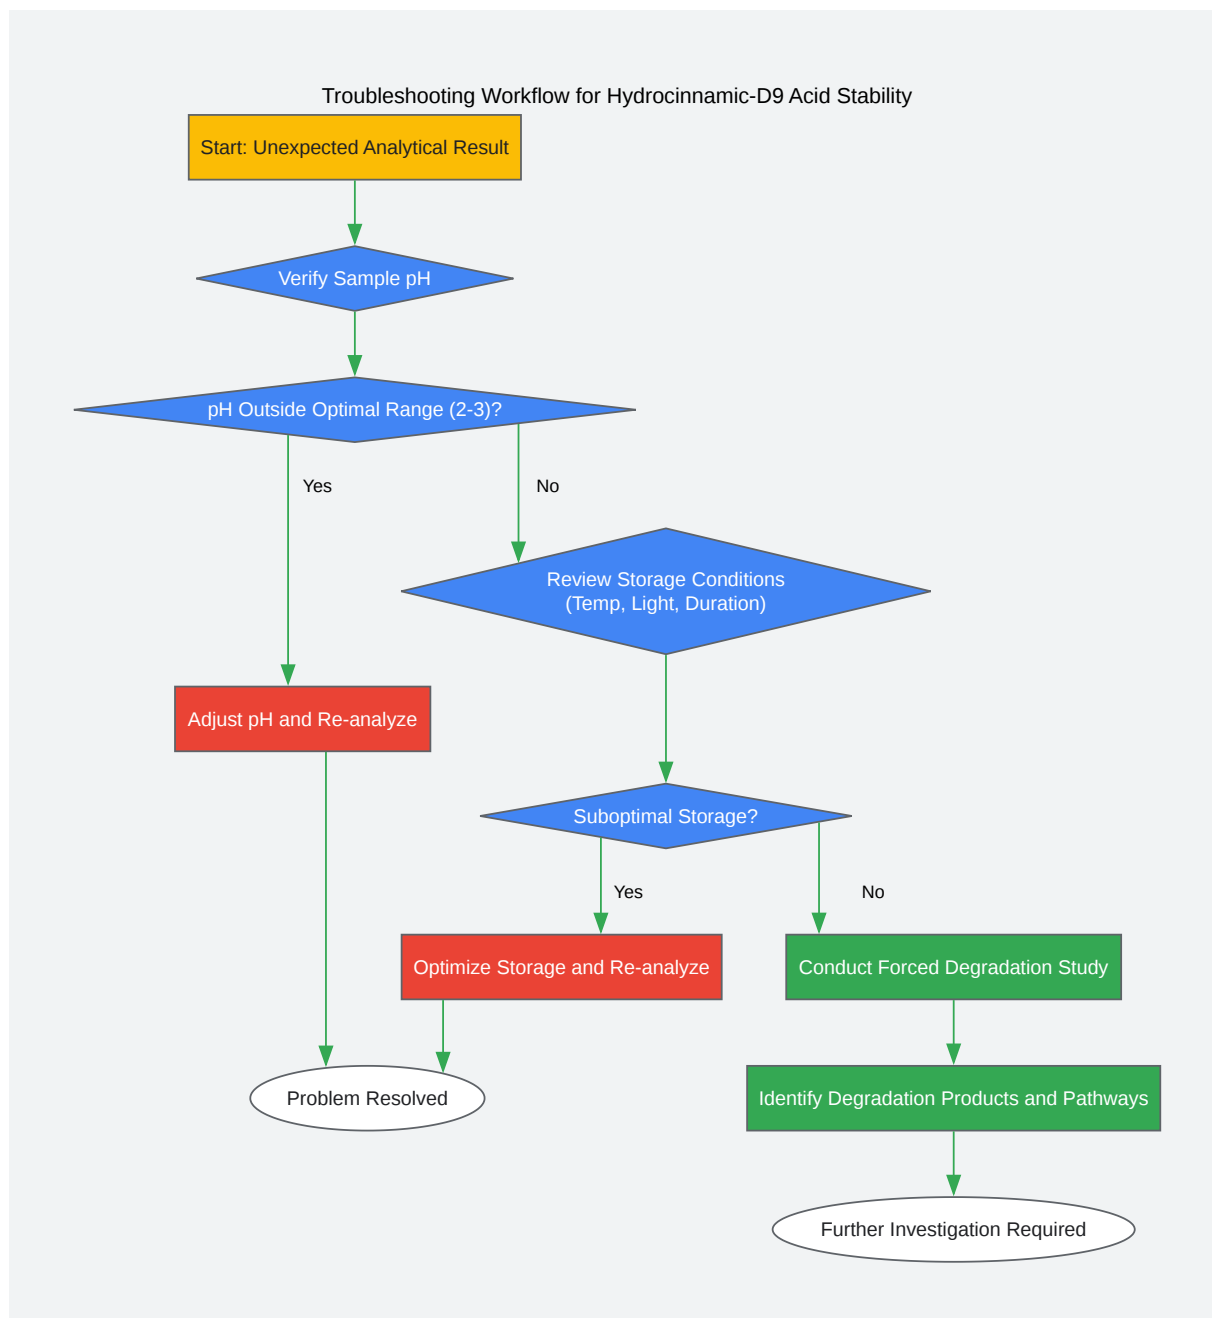 Troubleshooting Workflow for Hydrocinnamic-D9 Acid Stability
Start: Unexpected Analytical Result
Verify Sample pH
pH Outside Optimal Range (2-3)?
Yes
No
Review Storage Conditions
(Temp, Light, Duration)
Adjust pH and Re-analyze
Suboptimal Storage?
Yes
No
Optimize Storage and Re-analyze
Conduct Forced Degradation Study
Problem Resolved
Identify Degradation Products and Pathways
Further Investigation Required